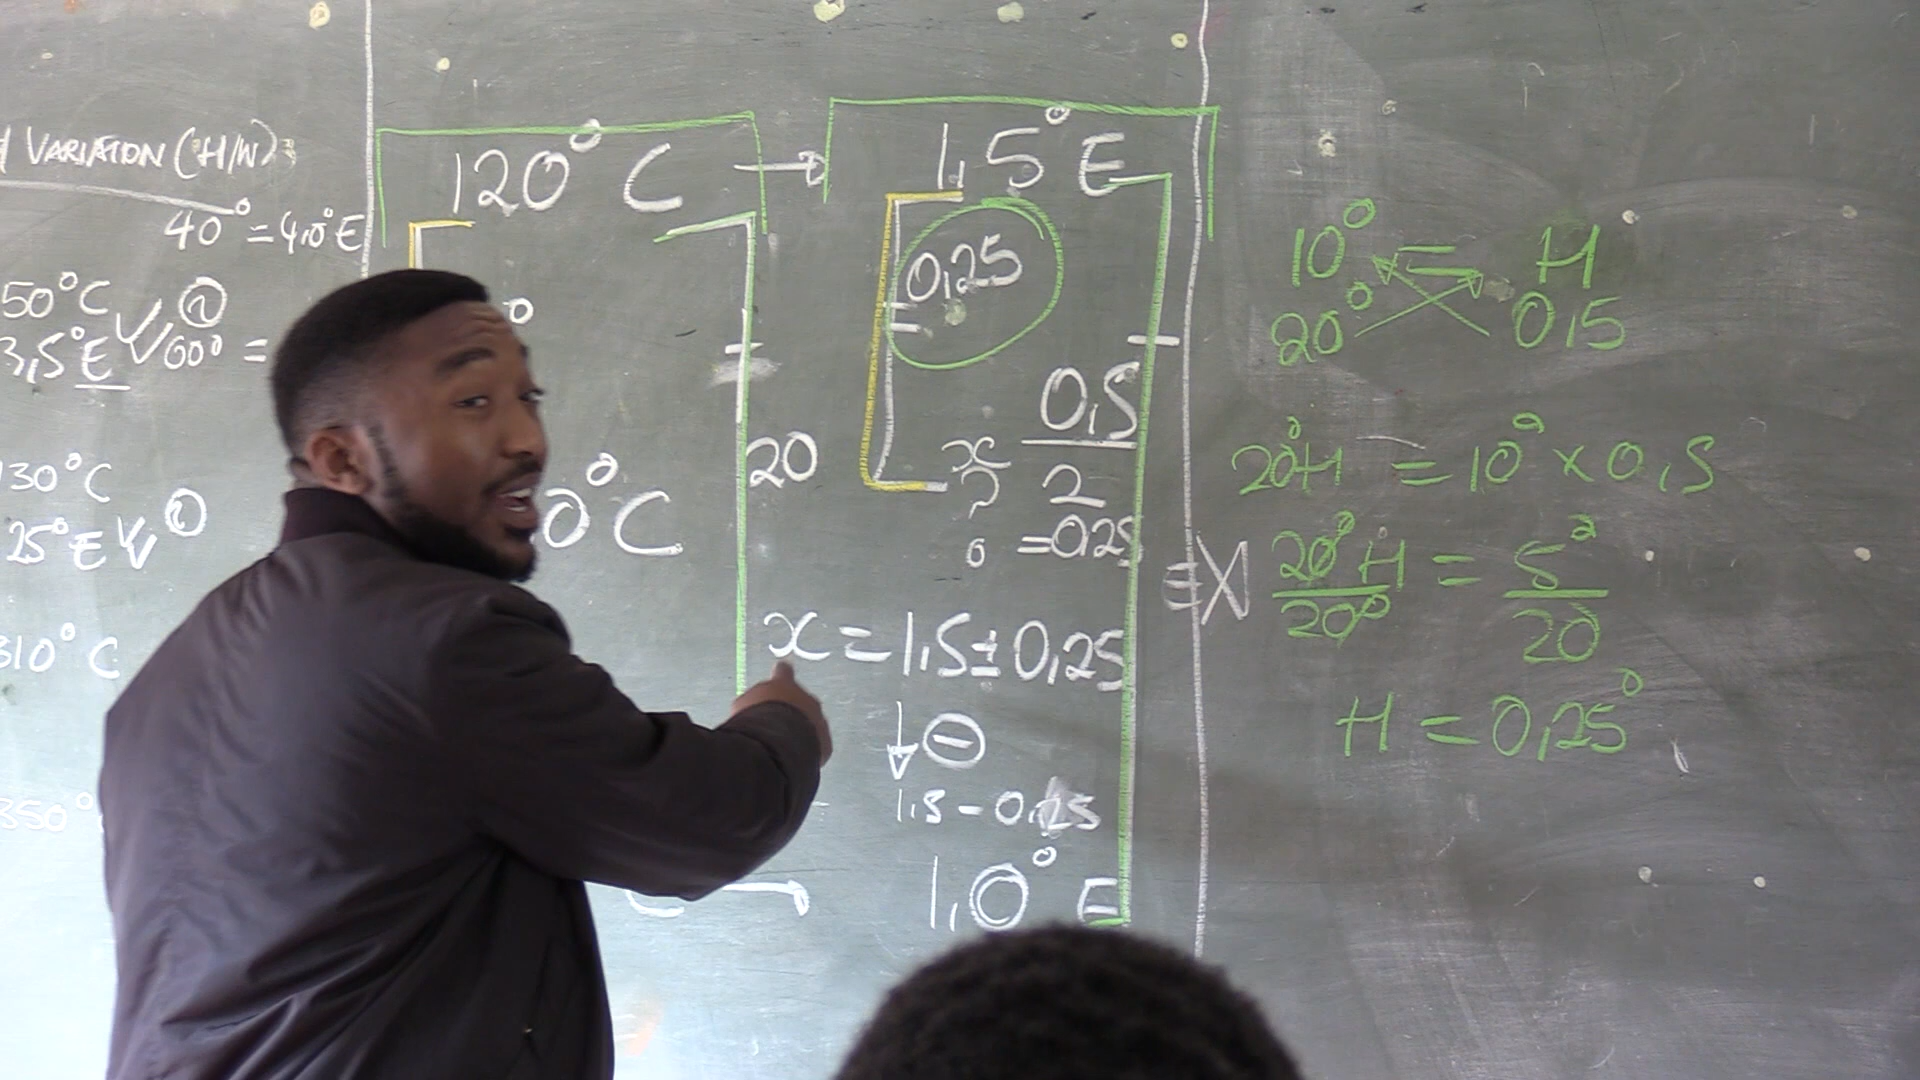 VARIATION (H/W):
40° = 4,0°E
50°C
3,5°E
60° =
130°C
25°E
310°C
350°
120° C → 1,5° E
0,25
0,5
20
x
2
?
0°C
= 0,25
x = 1,5 ± 0,25
↓ ⊖
1,5 - 0,25
→ 1,0° E
10° H
20° 0,5
20°H = 10° x 0,5
20°H = 5
20° 20
H = 0,25°